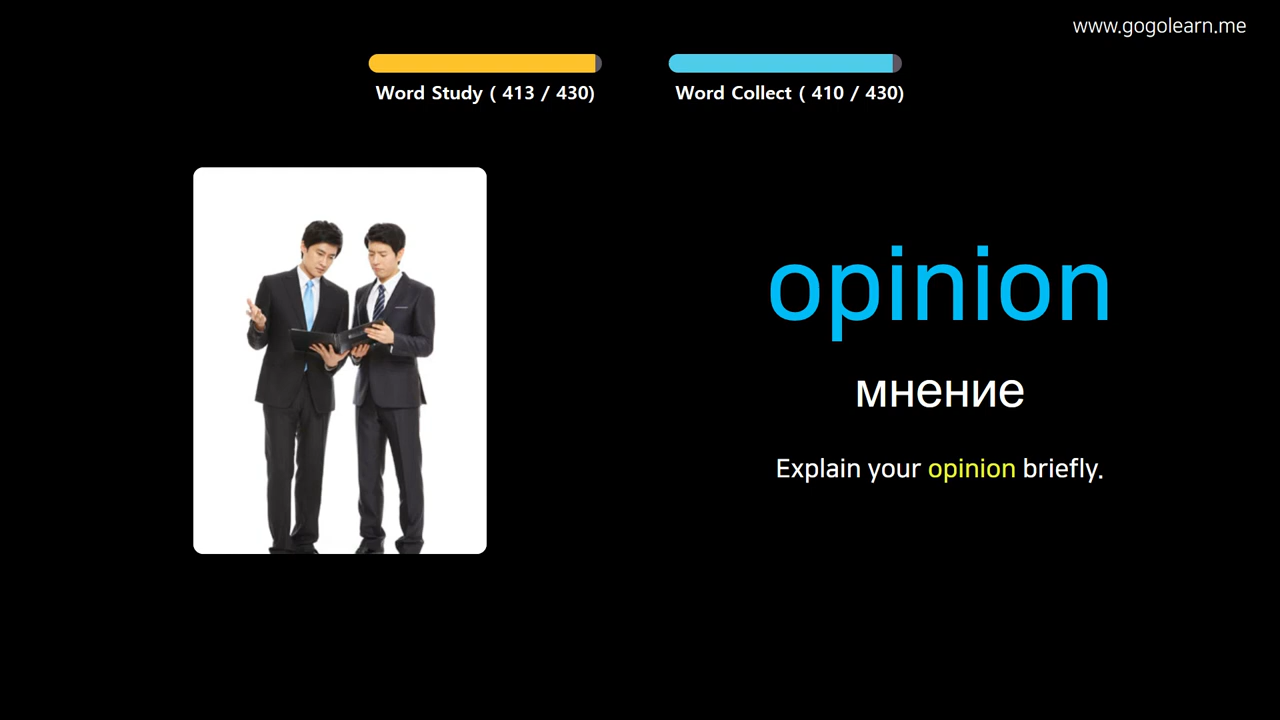 www.gogolearn.me
Word Study ( 413 / 430)
Word Collect ( 410 / 430)
opinion
мнение
Explain your opinion briefly.